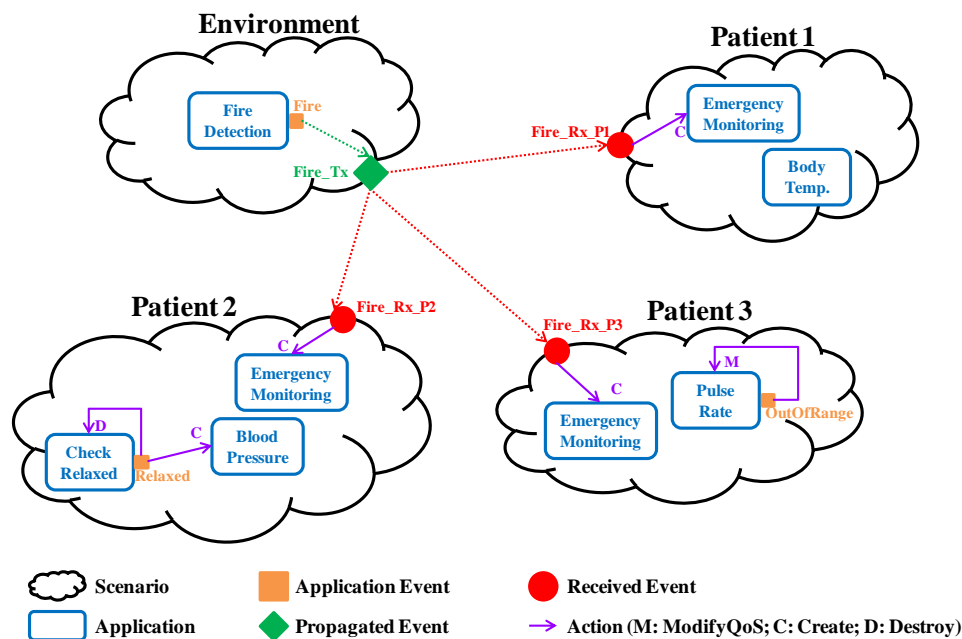 Environment
Fire
Detection
Fire
Fire_Tx
Patient 1
Emergency
Monitoring
C
Fire_Rx_P1
Body
Temp.
Patient 2
Fire_Rx_P2
C
Emergency
Monitoring
D
Check
Relaxed
Relaxed
C
Blood
Pressure
Patient 3
Fire_Rx_P3
C
Emergency
Monitoring
M
Pulse
Rate
OutOfRange
Scenario
Application Event
Received Event
Application
Propagated Event
Action (M: ModifyQoS; C: Create; D: Destroy)